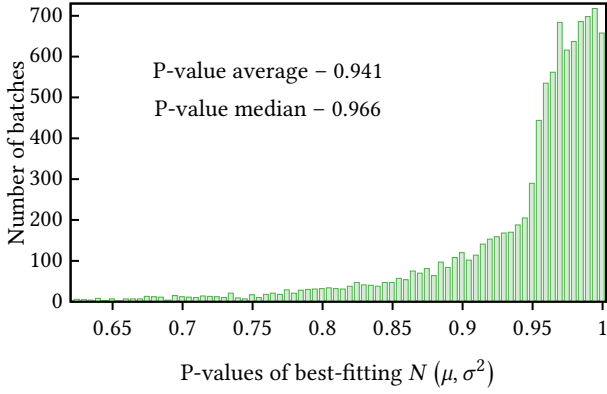 700
600
500
400
300
200
100
0
Number of batches
P-value average – 0.941
P-value median – 0.966
0.65 0.7 0.75 0.8 0.85 0.9 0.95 1
P-values of best-fitting N (μ, σ²)